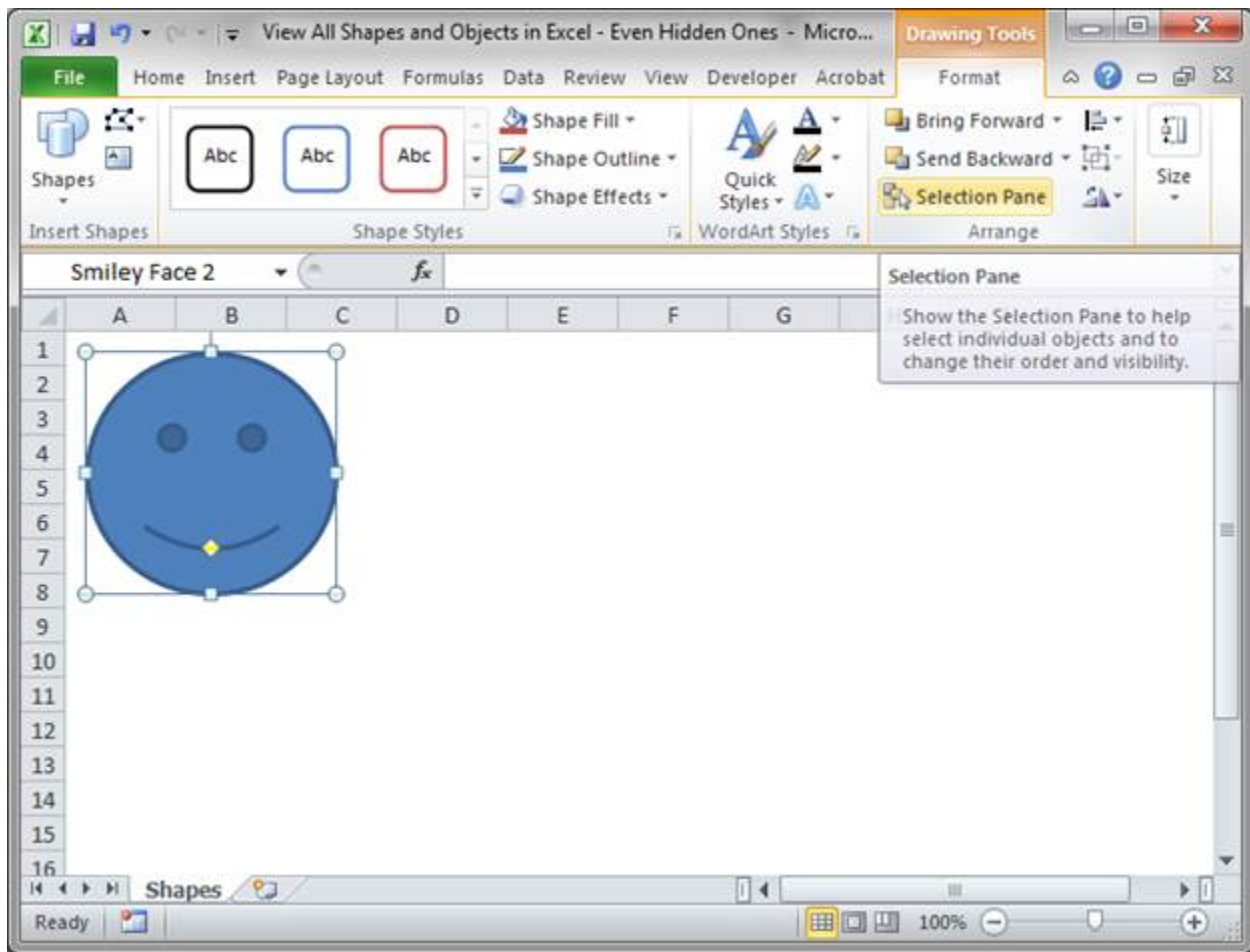 View All Shapes and Objects in Excel - Even Hidden Ones - Micro...
Drawing Tools
File Home Insert Page Layout Formulas Data Review View Developer Acrobat Format
Shapes
Insert Shapes
Abc Abc Abc
Shape Styles
Shape Fill
Shape Outline
Shape Effects
Quick
Styles
WordArt Styles
Bring Forward
Send Backward
Selection Pane
Arrange
Size
Smiley Face 2
fx
Selection Pane
Show the Selection Pane to help
select individual objects and to
change their order and visibility.
A B C D E F G
1
2
3
4
5
6
7
8
9
10
11
12
13
14
15
16
Shapes
Ready
100%